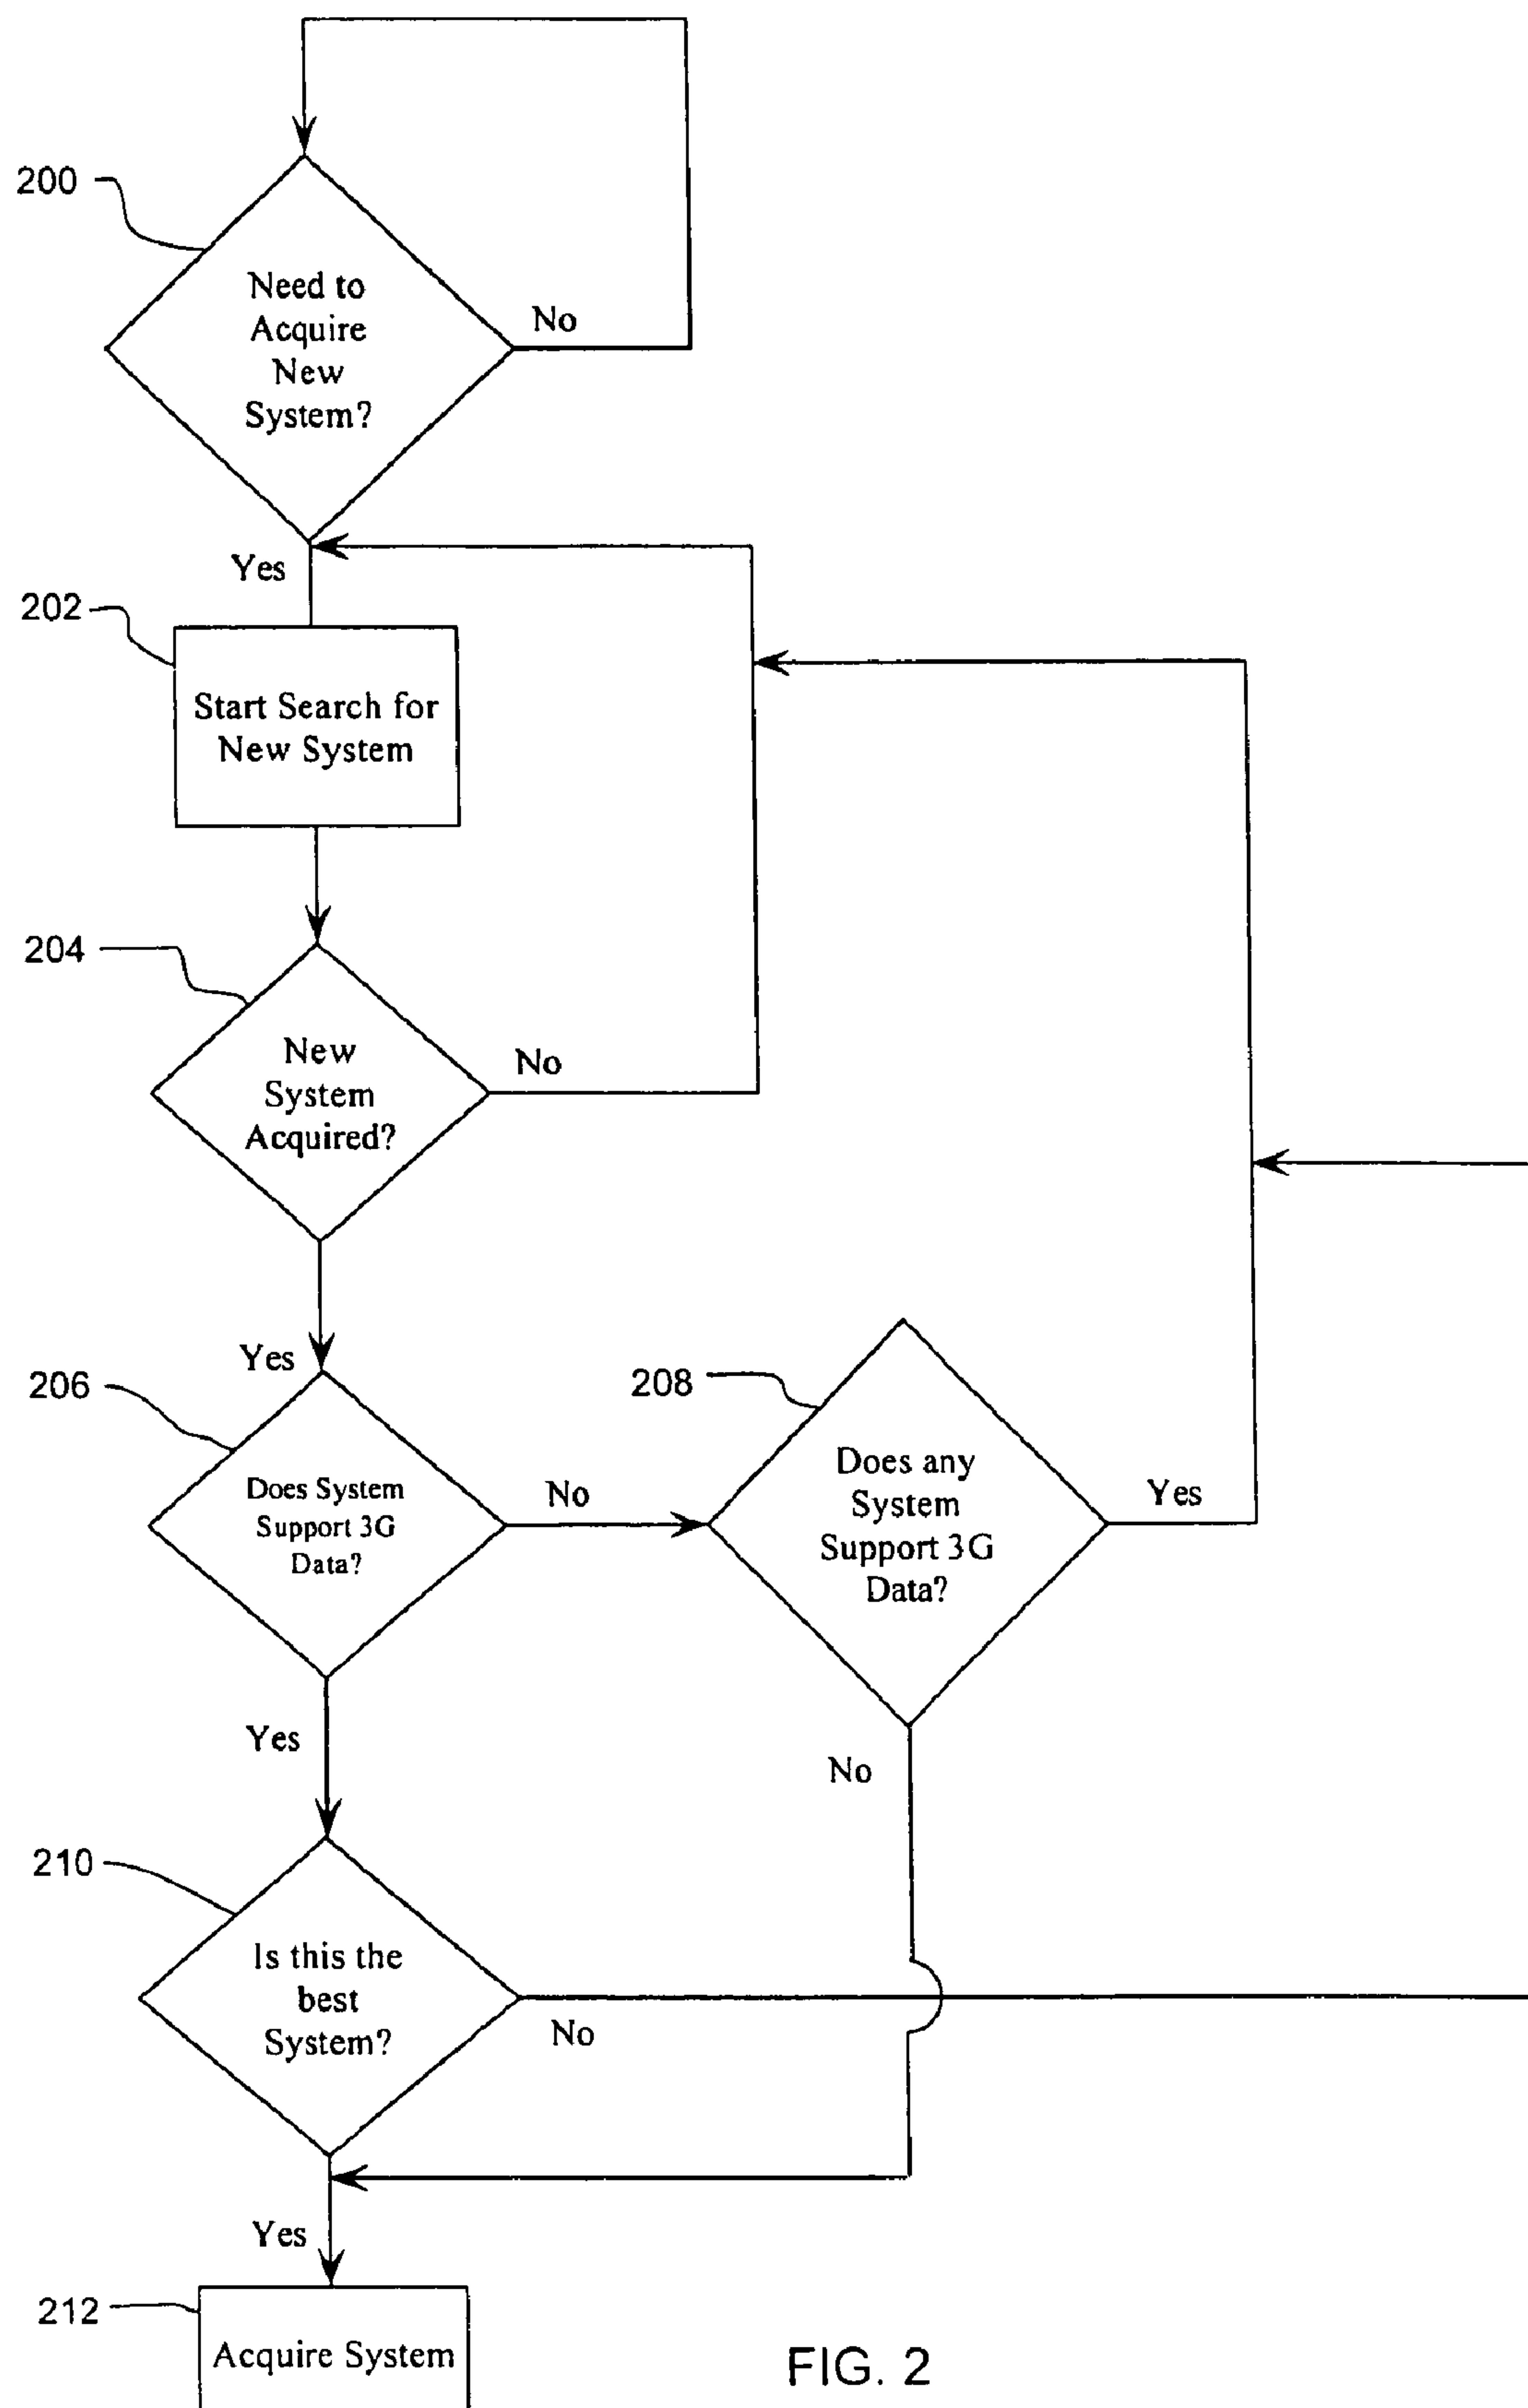 200
Need to
Acquire
New
System?
No
Yes
202
Start Search for
New System
204
New
System
Acquired?
No
Yes
206
Does System
Support 3G
Data?
No
208
Does any
System
Support 3G
Data?
Yes
Yes
No
210
Is this the
best
System?
No
Yes
212
Acquire System
FIG. 2